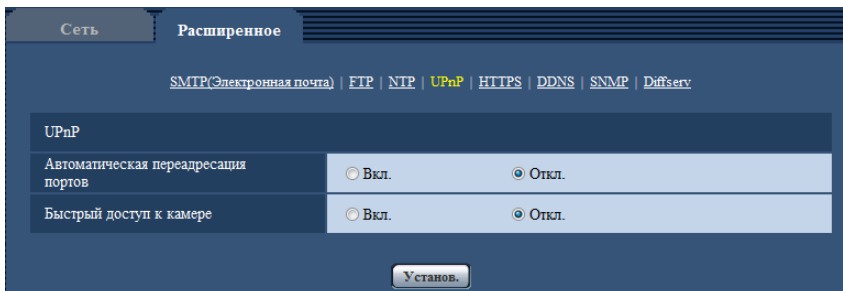 Сеть Расширенное
SMTP(Электронная почта) | FTP | NTP | UPnP | HTTPS | DDNS | SNMP | Diffserv
UPnP
Автоматическая переадресация
портов
Вкл. Откл.
Быстрый доступ к камере Вкл. Откл.
Установ.